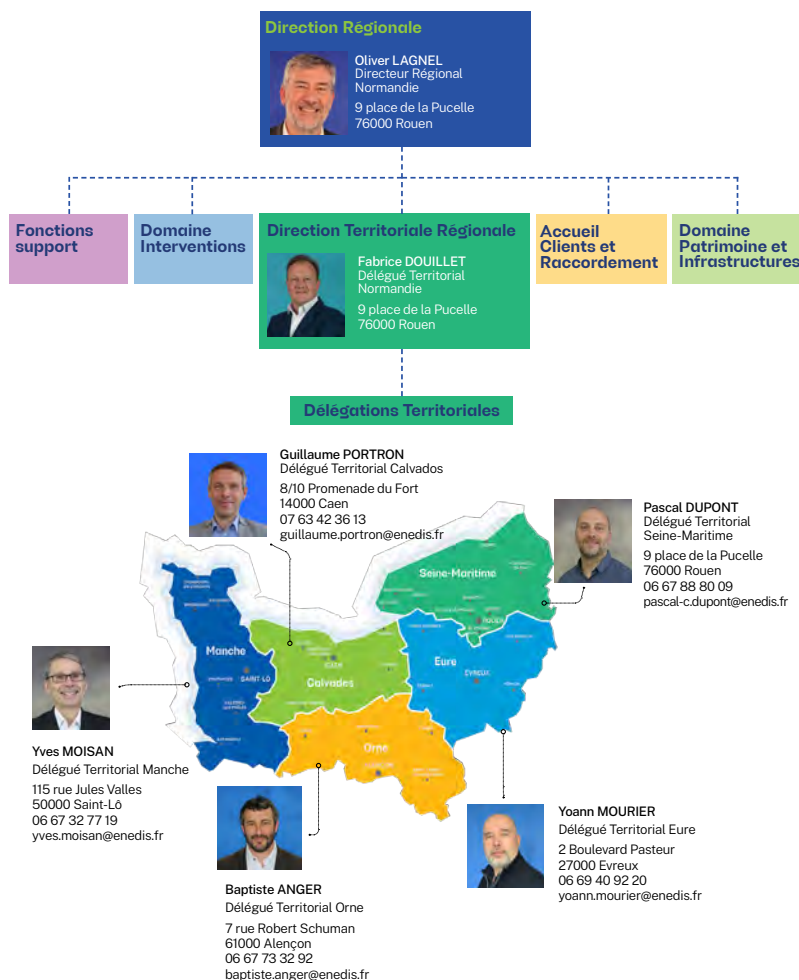 Direction Régionale
Oliver LAGNEL
Directeur Régional
Normandie
9 place de la Pucelle
76000 Rouen
Fonctions
support
Domaine
Interventions
Direction Territoriale Régionale
Fabrice DOUILLET
Délégué Territorial
Normandie
9 place de la Pucelle
76000 Rouen
Accueil
Clients et
Raccordement
Domaine
Patrimoine et
Infrastructures
Délégations Territoriales
Guillaume PORTRON
Délégué Territorial Calvados
8/10 Promenade du Fort
14000 Caen
07 63 42 36 13
guillaume.portron@enedis.fr
Pascal DUPONT
Délégué Territorial
Seine-Maritime
9 place de la Pucelle
76000 Rouen
06 67 88 80 09
pascal-c.dupont@enedis.fr
Seine-Maritime
ROUEN
Manche
SAINT-LÔ
CAEN
Calvados
Eure
EVREUX
Orne
Yves MOISAN
Délégué Territorial Manche
115 rue Jules Valles
50000 Saint-Lô
06 67 32 77 19
yves.moisan@enedis.fr
Baptiste ANGER
Délégué Territorial Orne
7 rue Robert Schuman
61000 Alençon
06 67 73 32 92
baptiste.anger@enedis.fr
Yoann MOURIER
Délégué Territorial Eure
2 Boulevard Pasteur
27000 Evreux
06 69 40 92 20
yoann.mourier@enedis.fr